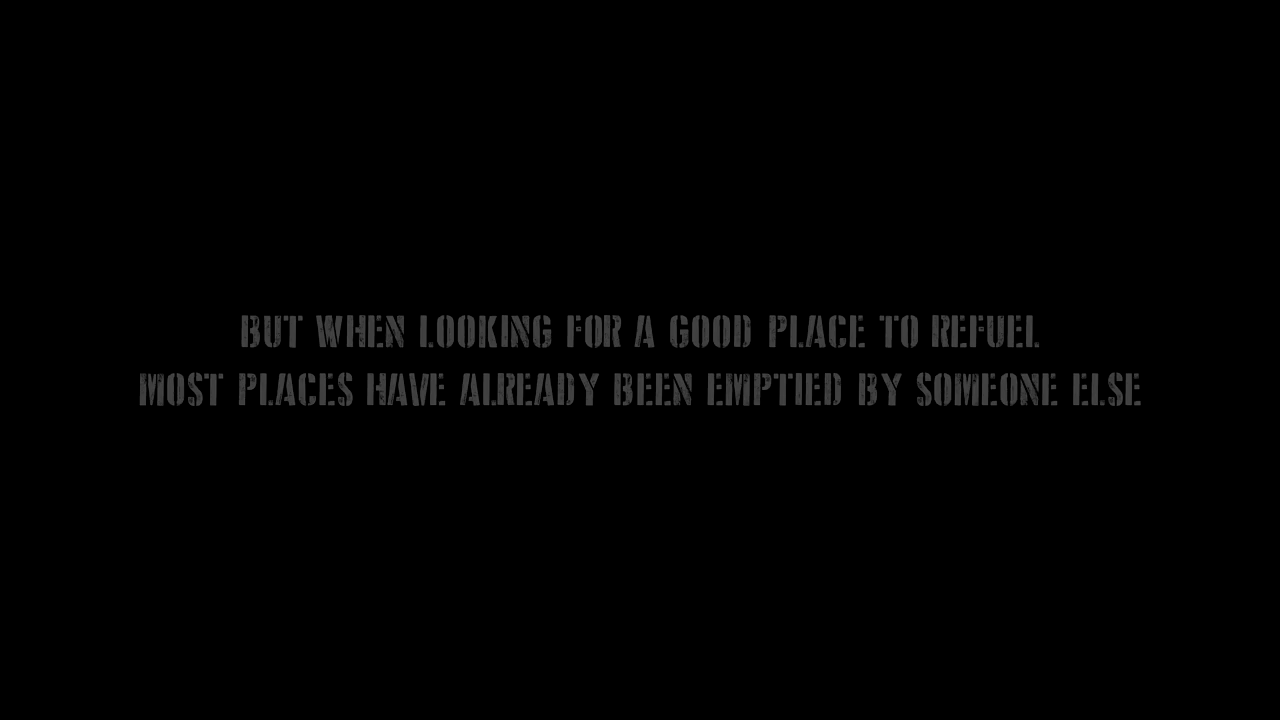 BUT WHEN LOOKING FOR A GOOD PLACE TO REFUEL
MOST PLACES HAVE ALREADY BEEN EMPTIED BY SOMEONE ELSE